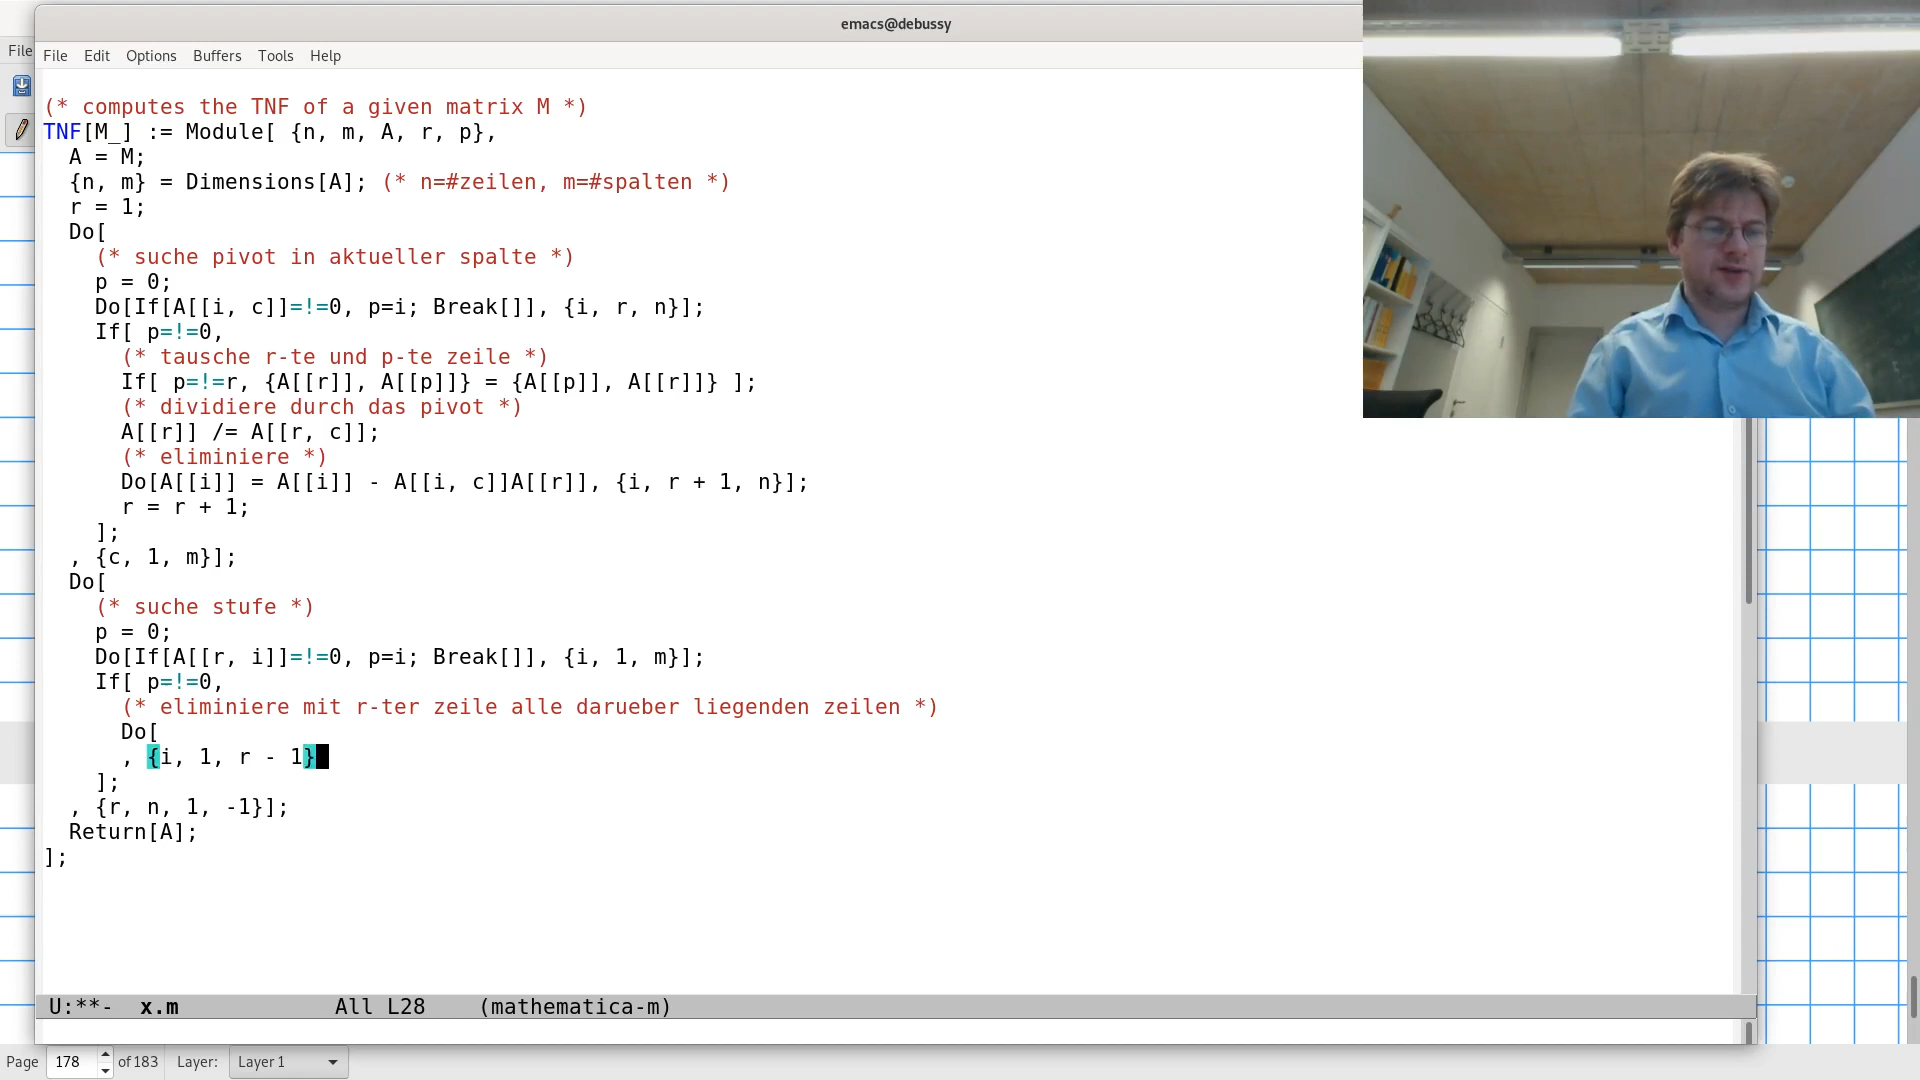 emacs@debussy
File
File Edit Options Buffers Tools Help
(* computes the TNF of a given matrix M *)
TNF[M_] := Module[ {n, m, A, r, p},
A = M;
{n, m} = Dimensions[A]; (* n=#zeilen, m=#spalten *)
r = 1;
Do[
(* suche pivot in aktueller spalte *)
p = 0;
Do[If[A[[i, c]]=!=0, p=i; Break[]], {i, r, n}];
If[ p=!=0,
(* tausche r-te und p-te zeile *)
If[ p=!=r, {A[[r]], A[[p]]} = {A[[p]], A[[r]]} ];
(* dividiere durch das pivot *)
A[[r]] /= A[[r, c]];
(* eliminiere *)
Do[A[[i]] = A[[i]] - A[[i, c]]A[[r]], {i, r + 1, n}];
r = r + 1;
];
, {c, 1, m}];
Do[
(* suche stufe *)
p = 0;
Do[If[A[[r, i]]=!=0, p=i; Break[]], {i, 1, m}];
If[ p=!=0,
(* eliminiere mit r-ter zeile alle darueber liegenden zeilen *)
Do[
, {i, 1, r - 1}
];
, {r, n, 1, -1}];
Return[A];
];
U:**- x.m All L28 (mathematica-m)
Page 178 of 183 Layer: Layer 1